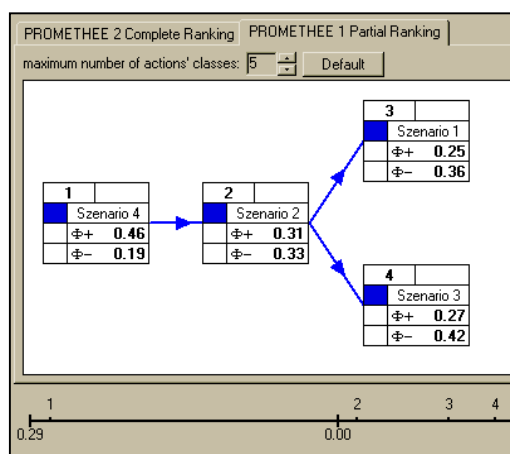 PROMETHEE 2 Complete Ranking PROMETHEE 1 Partial Ranking
maximum number of actions' classes: 5 Default
3
Szenario 1
Φ+ 0.25
Φ− 0.36
1
Szenario 4
Φ+ 0.46
Φ− 0.19
2
Szenario 2
Φ+ 0.31
Φ− 0.33
4
Szenario 3
Φ+ 0.27
Φ− 0.42
1 2 3 4
0.29 0.00